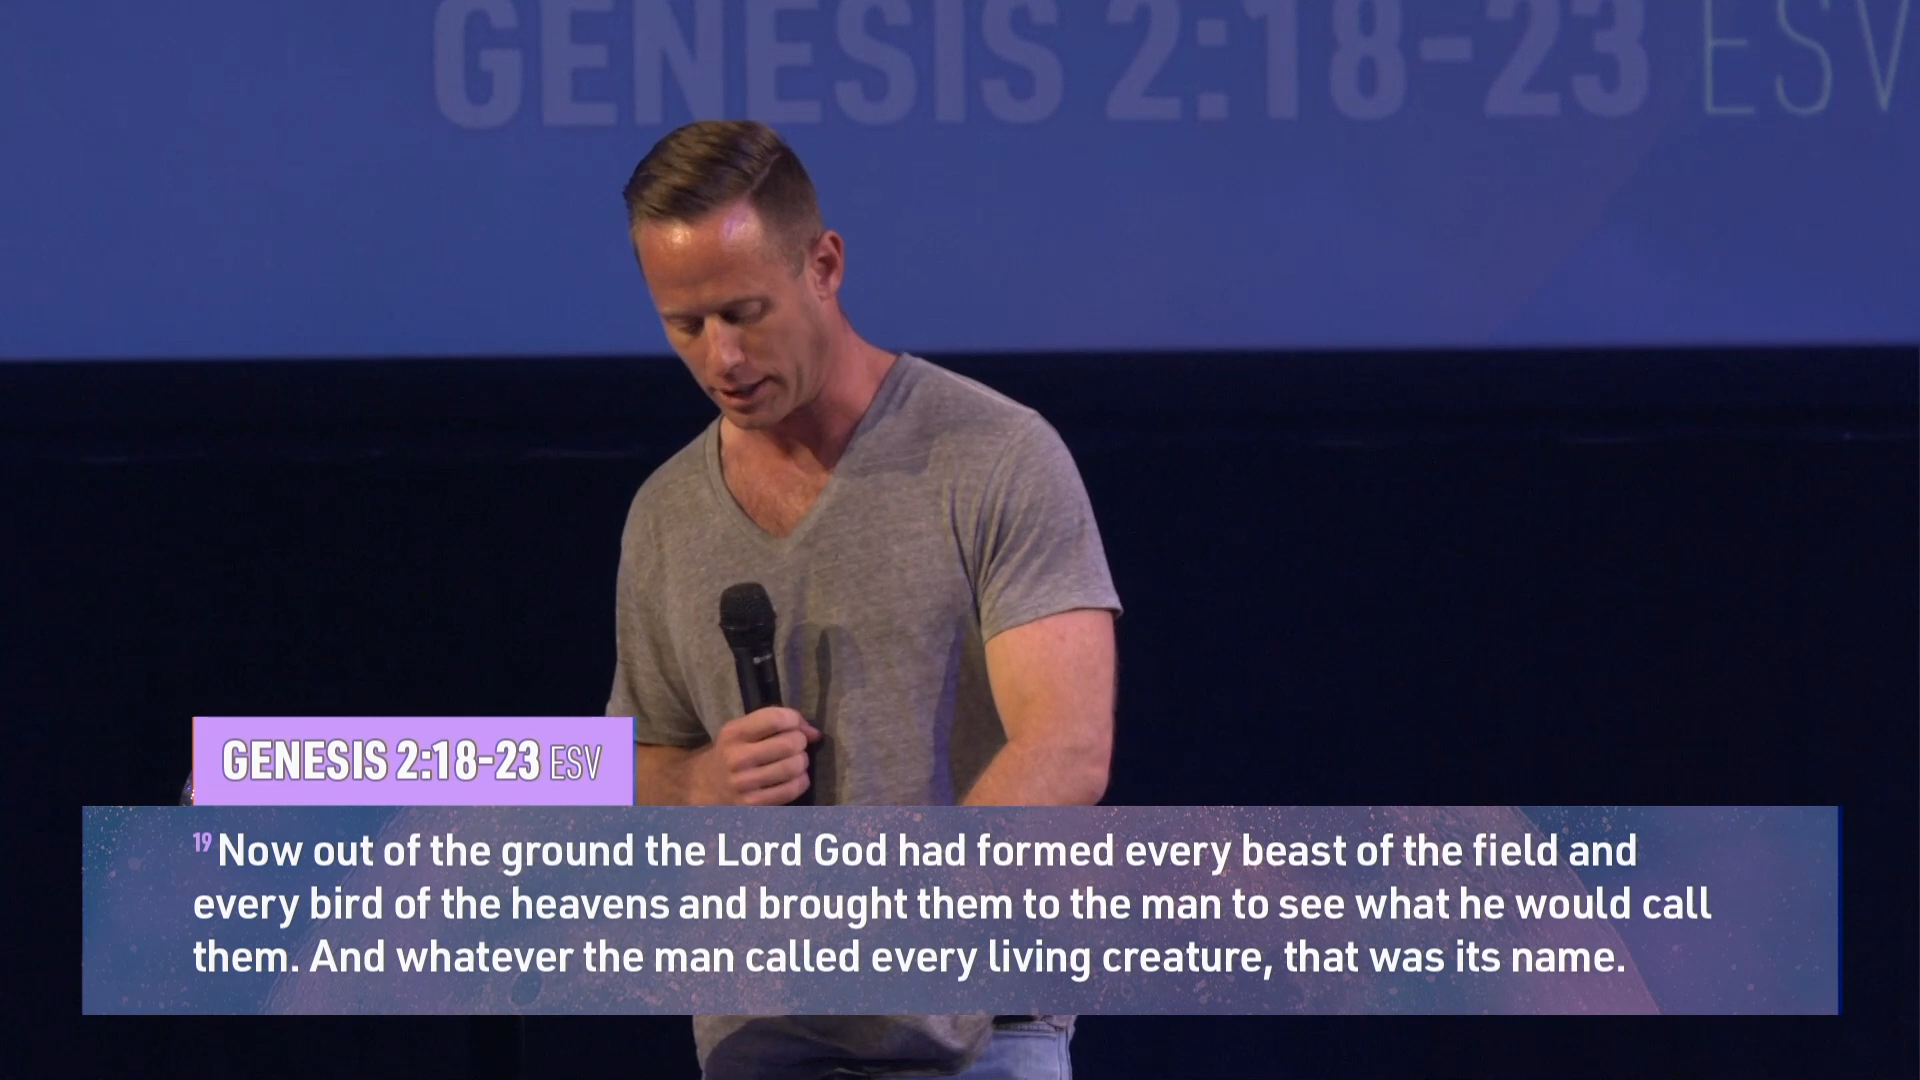 GENESIS 2:18-23 ESV
GENESIS 2:18-23 ESV
19 Now out of the ground the Lord God had formed every beast of the field and
every bird of the heavens and brought them to the man to see what he would call
them. And whatever the man called every living creature, that was its name.